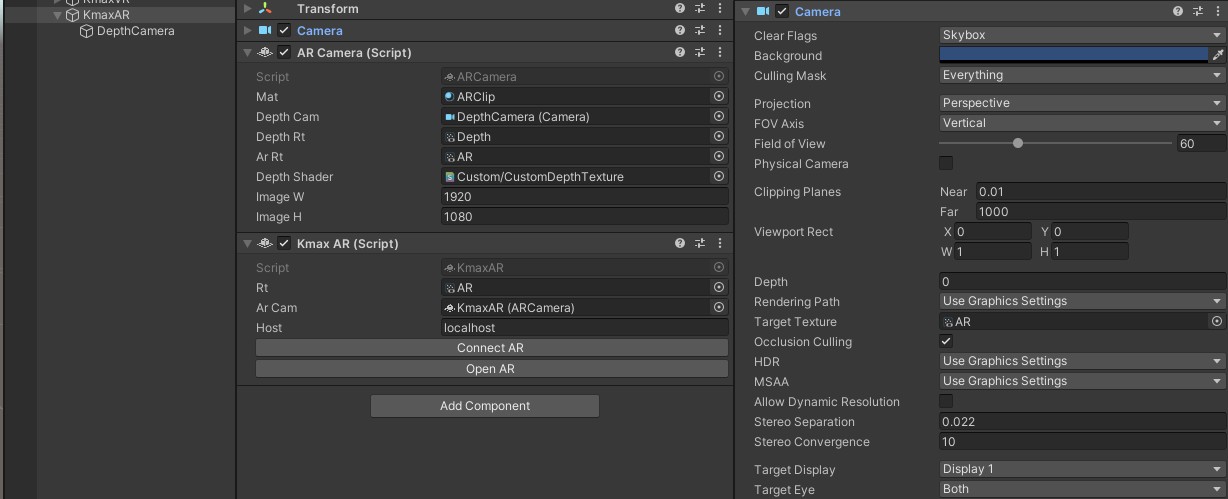 KmaxAR
DepthCamera
Transform
Camera
AR Camera (Script)
Script ARCamera
Mat ARClip
Depth Cam DepthCamera (Camera)
Depth Rt Depth
Ar Rt AR
Depth Shader Custom/CustomDepthTexture
Image W 1920
Image H 1080
Kmax AR (Script)
Script KmaxAR
Rt AR
Ar Cam KmaxAR (ARCamera)
Host localhost
Connect AR
Open AR
Add Component
Camera
Clear Flags Skybox
Background
Culling Mask Everything
Projection Perspective
FOV Axis Vertical
Field of View 60
Physical Camera
Clipping Planes Near 0.01
Far 1000
Viewport Rect X 0 Y 0
W 1 H 1
Depth 0
Rendering Path Use Graphics Settings
Target Texture AR
Occlusion Culling
HDR Use Graphics Settings
MSAA Use Graphics Settings
Allow Dynamic Resolution
Stereo Separation 0.022
Stereo Convergence 10
Target Display Display 1
Target Eye Both